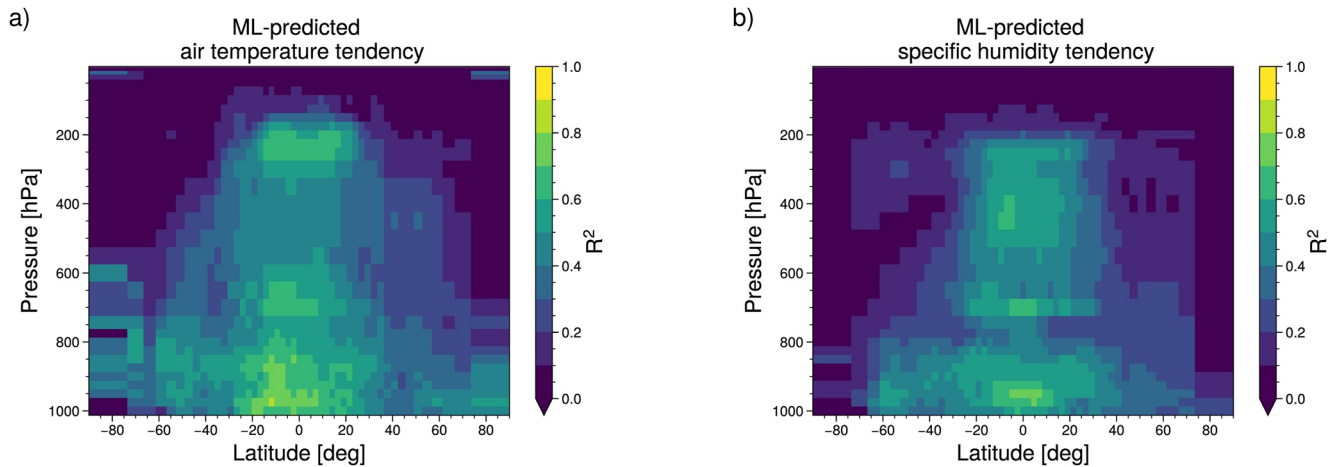 a)
ML-predicted
air temperature tendency
Pressure [hPa]
200
400
600
800
1000
−80 −60 −40 −20 0 20 40 60 80
Latitude [deg]
1.0
0.8
0.6
0.4
0.2
0.0
R²
b)
ML-predicted
specific humidity tendency
Pressure [hPa]
200
400
600
800
1000
−80 −60 −40 −20 0 20 40 60 80
Latitude [deg]
1.0
0.8
0.6
0.4
0.2
0.0
R²